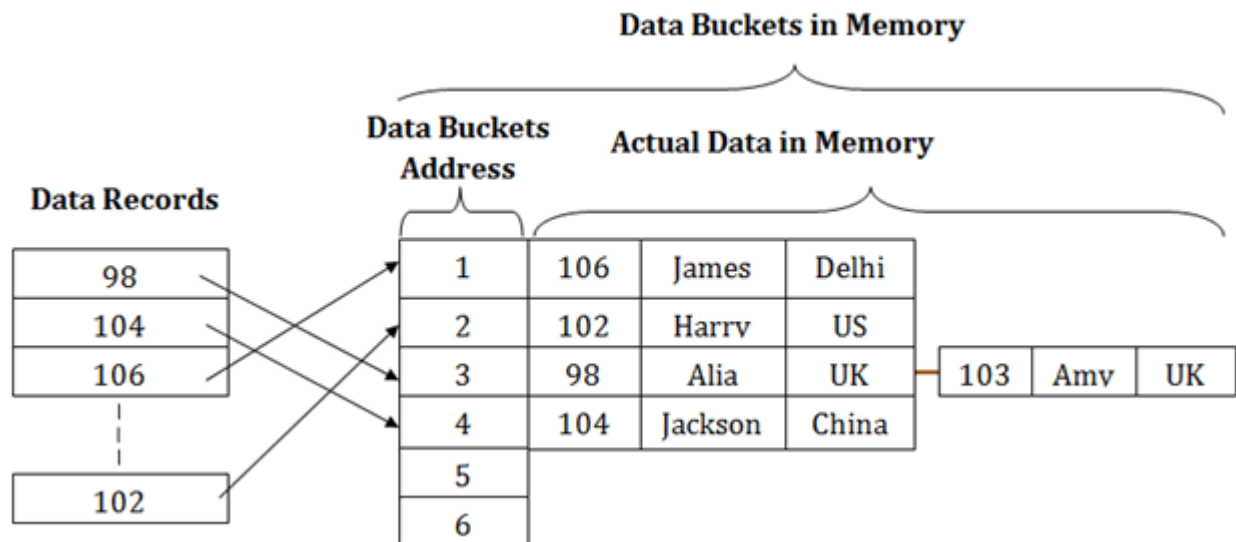 Data Buckets in Memory
Data Buckets
Address
Actual Data in Memory
Data Records
98
104
106
102
1 106 James Delhi
2 102 Harry US
3 98 Alia UK 103 Amy UK
4 104 Jackson China
5
6